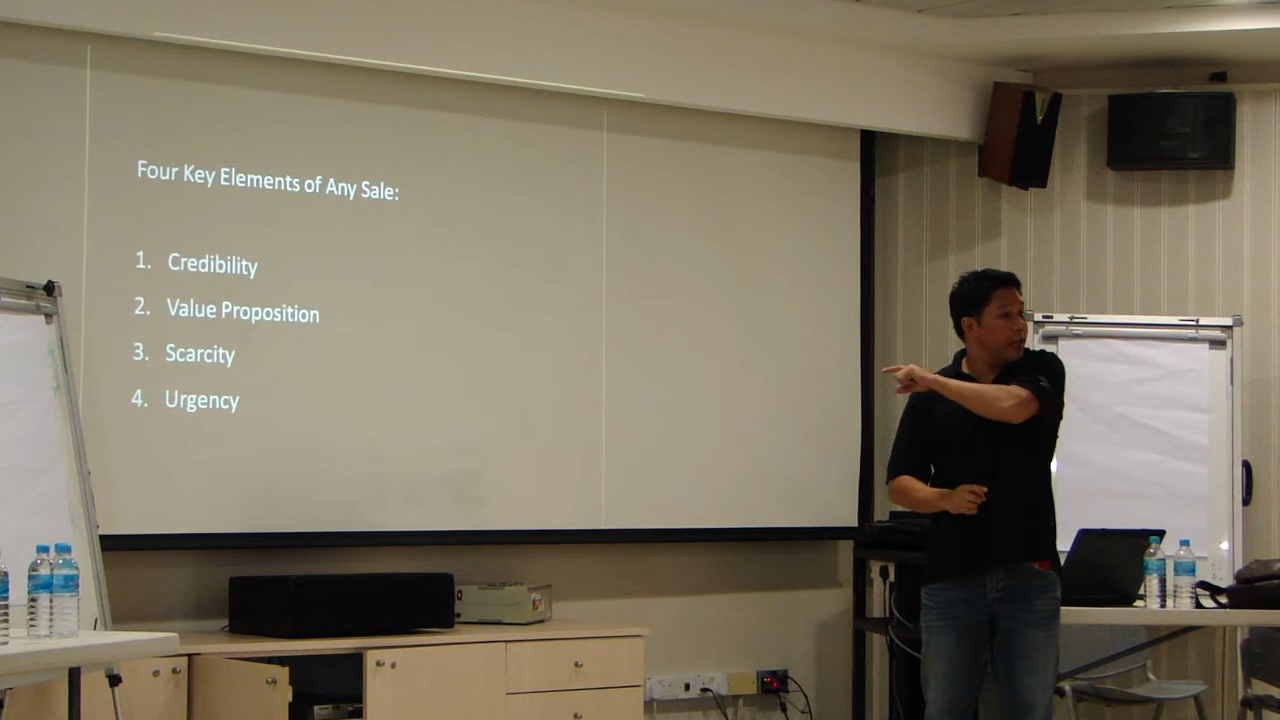 Four Key Elements of Any Sale:
1. Credibility
2. Value Proposition
3. Scarcity
4. Urgency